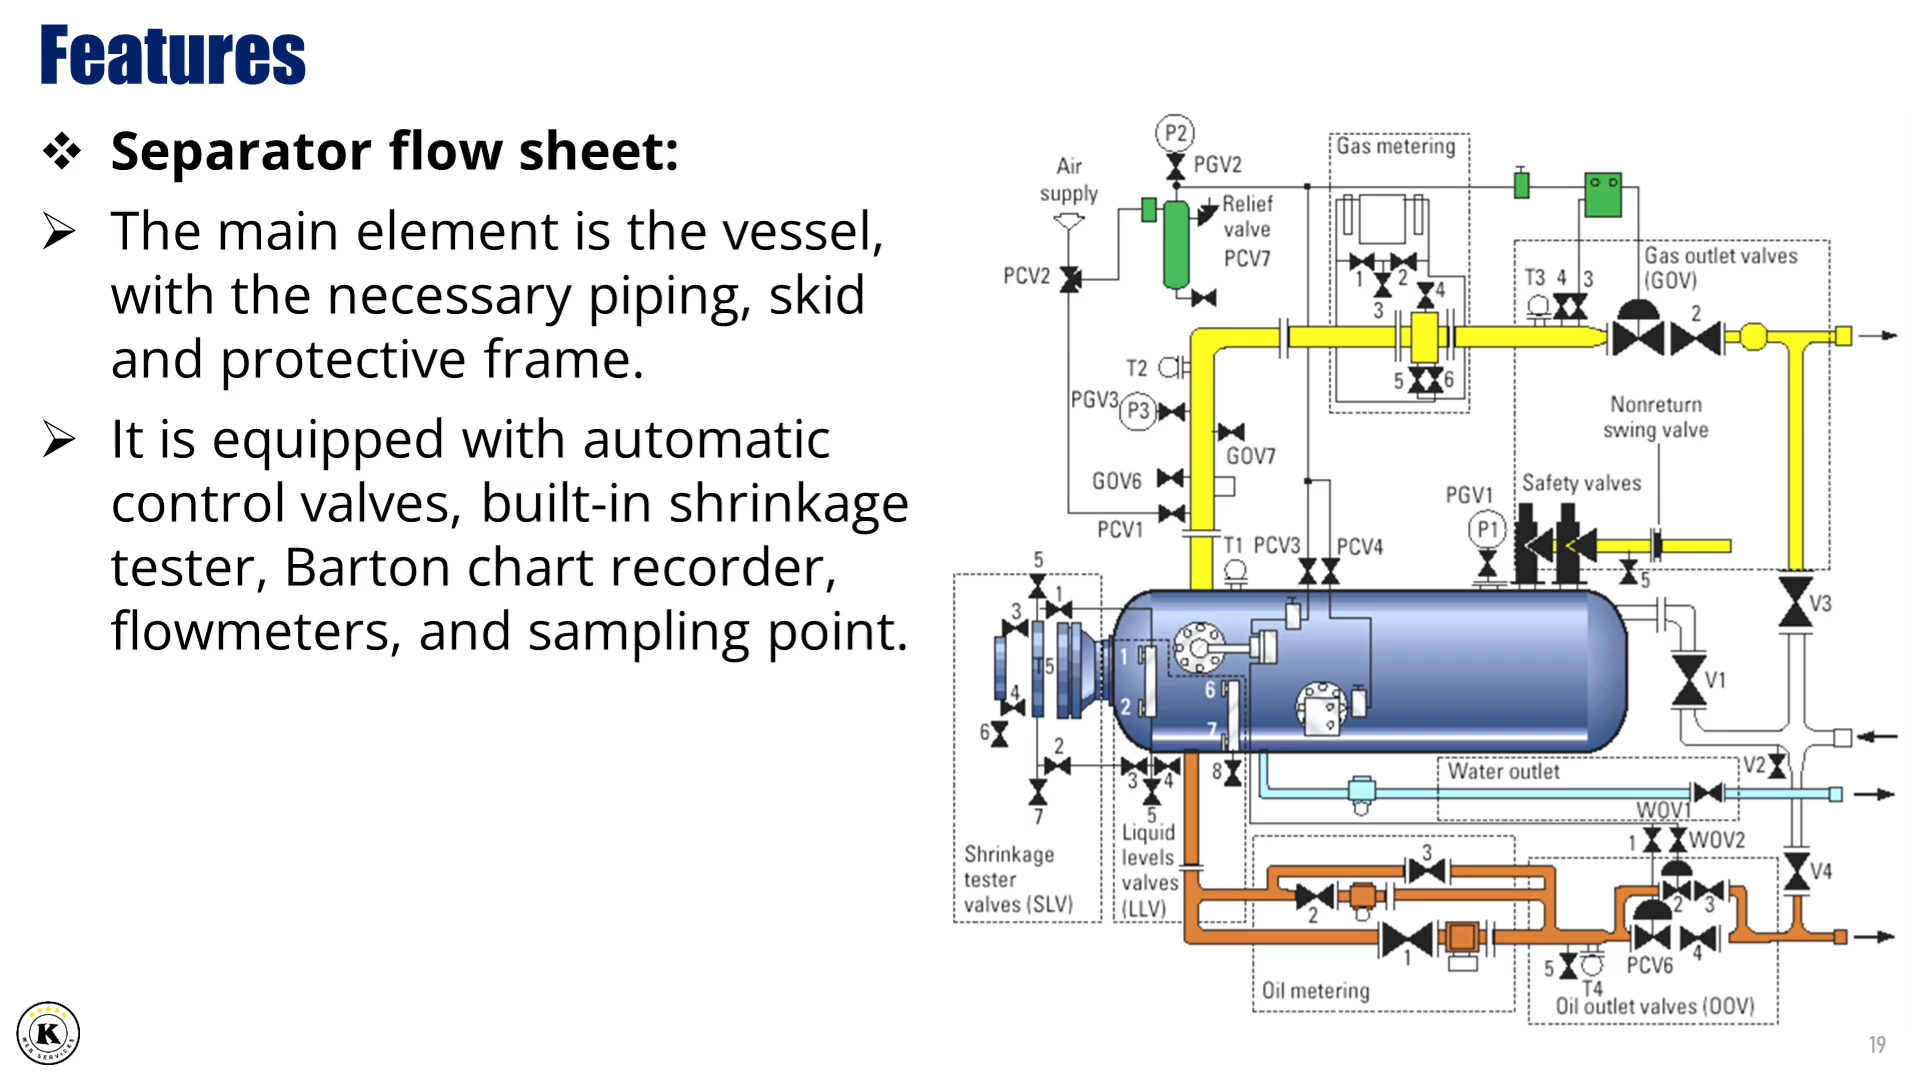 Features
❖ Separator flow sheet:
➢ The main element is the vessel,
with the necessary piping, skid
and protective frame.
➢ It is equipped with automatic
control valves, built-in shrinkage
tester, Barton chart recorder,
flowmeters, and sampling point.
P2
PGV2
Air
supply
Relief
valve
PCV7
PCV2
Gas metering
1
2
3
4
5
6
T3 4 3
Gas outlet valves
(GOV)
2
T2
PGV3
P3
GOV7
GOV6
PCV1
Nonreturn
swing valve
Safety valves
PGV1
P1
5
T1 PCV3
PCV4
V3
5
1
3
T5
4
6
2
7
1
2
6
7
3
4
5
8
V1
V2
Water outlet
WOV1
WOV2
1
Shrinkage
tester
valves (SLV)
Liquid
levels
valves
(LLV)
3
2
1
Oil metering
2
3
4
PCV6
5
T4
V4
Oil outlet valves (OOV)
K
WEB SERVICES
19